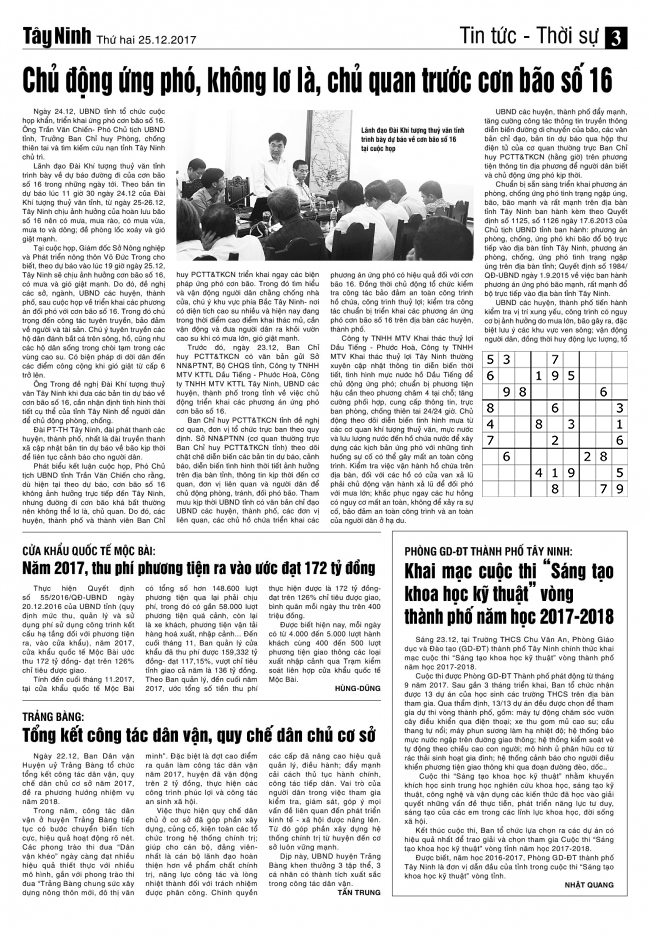 Tây Ninh Thứ hai 25.12.2017
Tin tức - Thời sự 3
Chủ động ứng phó, không lơ là, chủ quan trước cơn bão số 16
Ngày 24.12, UBND tỉnh tổ chức cuộc
họp khẩn, triển khai ứng phó cơn bão số 16.
Ông Trần Văn Chiến- Phó Chủ tịch UBND
tỉnh, Trưởng Ban Chỉ huy Phòng, chống
thiên tai và tìm kiếm cứu nạn tỉnh Tây Ninh
chủ trì.
Lãnh đạo Đài Khí tượng thuỷ văn tỉnh
trình bày về dự báo đường đi của cơn bão
số 16 trong những ngày tới. Theo bản tin
dự báo lúc 11 giờ 30 ngày 24.12 của Đài
Khí tượng thuỷ văn tỉnh, từ ngày 25-26.12,
Tây Ninh chịu ảnh hưởng của hoàn lưu bão
số 16 nên có mưa, mưa rào, có mưa vừa,
mưa to và dông; đề phòng lốc xoáy và gió
giật mạnh.
Tại cuộc họp, Giám đốc Sở Nông nghiệp
và Phát triển nông thôn Võ Đức Trong cho
biết, theo dự báo vào lúc 19 giờ ngày 25.12,
Tây Ninh chịu ảnh hưởng cơn bão số 16,
có mưa và gió giật mạnh. Do đó, đề nghị
các sở, ngành, UBND các huyện, thành
phố, sau cuộc họp về triển khai các phương
án đối phó với cơn bão số 16. Trong đó chú
trọng đến công tác tuyên truyền, bảo đảm
về người và tài sản. Chú ý tuyên truyền các
hộ dân đánh bắt cá trên sông, hồ, cũng như
các hộ dân sống trong chòi tạm trong các
vùng cao su. Có biện pháp di dời dân đến
các điểm công cộng khi gió giật từ cấp 6
trở lên.
Ông Trong đề nghị Đài Khí tượng thuỷ
văn Tây Ninh khi đưa các bản tin dự báo về
cơn bão số 16, cần nhận định tình hình thời
tiết cụ thể của tỉnh Tây Ninh để người dân
để chủ động phòng, chống.
Đài PT-TH Tây Ninh, đài phát thanh các
huyện, thành phố, nhất là đài truyền thanh
xã cập nhật bản tin dự báo về bão kịp thời
để liên tục cảnh báo cho người dân.
Phát biểu kết luận cuộc họp, Phó Chủ
tịch UBND tỉnh Trần Văn Chiến cho rằng,
dù hiện tại theo dự báo, cơn bão số 16
không ảnh hưởng trực tiếp đến Tây Ninh,
nhưng đường đi cơn bão khá bất thường
nên không thể lơ là, chủ quan. Do đó, các
huyện, thành phố và thành viên Ban Chỉ
Lãnh đạo Đài Khí tượng thuỷ văn tỉnh
trình bày dự báo về cơn bão số 16
tại cuộc họp
huy PCTT&TKCN triển khai ngay các biện
pháp ứng phó cơn bão. Trong đó tìm hiểu
và vận động người dân chằng chống nhà
cửa, chú ý khu vực phía Bắc Tây Ninh- nơi
có diện tích cao su nhiều và hiện nay đang
trong thời điểm cao điểm khai thác mủ, cần
vận động và đưa người dân ra khỏi vườn
cao su khi có mưa lớn, gió giật mạnh.
Trước đó, ngày 23.12, Ban Chỉ
huy PCTT&TKCN có văn bản gửi Sở
NN&PTNT, Bộ CHQS tỉnh, Công ty TNHH
MTV KTTL Dầu Tiếng - Phước Hoà, Công
ty TNHH MTV KTTL Tây Ninh, UBND các
huyện, thành phố trong tỉnh về việc chủ
động triển khai các phương án ứng phó
cơn bão số 16.
Ban Chỉ huy PCTT&TKCN tỉnh đề nghị
cơ quan, đơn vị tổ chức trực ban theo quy
định. Sở NN&PTNN (cơ quan thường trực
Ban Chỉ huy PCTT&TKCN tỉnh) theo dõi
chặt chẽ diễn biến các bản tin dự báo, cảnh
báo, diễn biến tình hình thời tiết ảnh hưởng
trên địa bàn tỉnh, thông tin kịp thời đến cơ
quan, đơn vị liên quan và người dân để
chủ động phòng, tránh, đối phó bão. Tham
mưu kịp thời UBND tỉnh có văn bản chỉ đạo
UBND các huyện, thành phố, các đơn vị
liên quan, các chủ hồ chứa triển khai các
phương án ứng phó có hiệu quả đối với cơn
bão 16. Đồng thời chủ động tổ chức kiểm
tra công tác bảo đảm an toàn công trình
hồ chứa, công trình thuỷ lợi; kiểm tra công
tác chuẩn bị triển khai các phương án ứng
phó cơn bão số 16 trên địa bàn các huyện,
thành phố.
Công ty TNHH MTV Khai thác thuỷ lợi
Dầu Tiếng - Phước Hoà, Công ty TNHH
MTV Khai thác thuỷ lợi Tây Ninh thường
xuyên cập nhật thông tin diễn biến thời
tiết, tình hình mực nước hồ Dầu Tiếng để
chủ động ứng phó; chuẩn bị phương tiện
hậu cần theo phương châm 4 tại chỗ; tăng
cường phối hợp, cung cấp thông tin, trực
ban phòng, chống thiên tai 24/24 giờ. Chủ
động theo dõi diễn biến tình hình mưa từ
các cơ quan khí tượng thuỷ văn, mực nước
và lưu lượng nước đến hồ chứa nước để xây
dựng các kịch bản ứng phó với những tình
huống sự cố có thể gây mất an toàn công
trình. Kiểm tra việc vận hành hồ chứa trên
địa bàn, đối với các hồ có cửa van xả lũ
phải chủ động vận hành xả lũ để đối phó
với mưa lớn; khắc phục ngay các hư hỏng
có nguy cơ mất an toàn, không để xảy ra sự
cố, bảo đảm an toàn công trình và an toàn
của người dân ở hạ du.
UBND các huyện, thành phố đẩy mạnh,
tăng cường công tác thông tin truyền thông
diễn biến đường di chuyển của bão, các văn
bản chỉ đạo, bản tin dự báo qua hộp thư
điện tử của cơ quan thường trực Ban Chỉ
huy PCTT&TKCN (hằng giờ) trên phương
tiện thông tin địa phương để người dân biết
và chủ động ứng phó kịp thời.
Chuẩn bị sẵn sàng triển khai phương án
phòng, chống ứng phó tình trạng ngập úng,
bão, bão mạnh và rất mạnh trên địa bàn
tỉnh Tây Ninh ban hành kèm theo Quyết
định số 1125, số 1126 ngày 17.6.2013 của
Chủ tịch UBND tỉnh ban hành: phương án
phòng, chống, ứng phó khi bão đổ bộ trực
tiếp vào địa bàn tỉnh Tây Ninh, phương án
phòng, chống, ứng phó tình trạng ngập
úng trên địa bàn tỉnh; Quyết định số 1984/
QĐ-UBND ngày 1.9.2015 về việc ban hành
phương án ứng phó bão mạnh, rất mạnh đổ
bộ trực tiếp vào địa bàn tỉnh Tây Ninh.
UBND các huyện, thành phố tiến hành
kiểm tra vị trí xung yếu, công trình có nguy
cơ bị ảnh hưởng do mưa lớn, bão gây ra, đặc
biệt lưu ý các khu vực ven sông; vận động
người dân, đồng thời huy động lực lượng, tổ
5 3 7
6 1 9 5
9 8 6
8 6 3
4 8 3 1
7 2 6
6 2 8
4 1 9 5
8 7 9
CỬA KHẨU QUỐC TẾ MỘC BÀI:
Năm 2017, thu phí phương tiện ra vào ước đạt 172 tỷ đồng
Thực hiện Quyết định
số 55/2016/QĐ-UBND ngày
20.12.2016 của UBND tỉnh (quy
định mức thu, quản lý và sử
dụng phí sử dụng công trình kết
cấu hạ tầng đối với phương tiện
ra, vào cửa khẩu), năm 2017,
cửa khẩu quốc tế Mộc Bài ước
thu 172 tỷ đồng- đạt trên 126%
chỉ tiêu được giao.
Tính đến cuối tháng 11.2017,
tại cửa khẩu quốc tế Mộc Bài
có tổng số hơn 148.600 lượt
phương tiện qua lại phải chịu
phí, trong đó có gần 58.000 lượt
phương tiện quá cảnh, còn lại
là xe khách, phương tiện vận tải
hàng hoá xuất, nhập cảnh... Đến
cuối tháng 11, Ban quản lý cửa
khẩu đã thu phí được 159,332 tỷ
đồng- đạt 117,15%, vượt chỉ tiêu
tỉnh giao cả năm là 136 tỷ đồng.
Theo Ban quản lý, đến cuối năm
2017, ước tổng số tiền thu phí
thực hiện được là 172 tỷ đồng-
đạt trên 126% chỉ tiêu được giao,
bình quân mỗi ngày thu trên 400
triệu đồng.
Được biết hiện nay, mỗi ngày
có từ 4.000 đến 5.000 lượt hành
khách cùng 400 đến 500 lượt
phương tiện giao thông các loại
xuất nhập cảnh qua Trạm kiểm
soát liên hợp cửa khẩu quốc tế
Mộc Bài.
HÙNG-DŨNG
TRẢNG BÀNG:
Tổng kết công tác dân vận, quy chế dân chủ cơ sở
Ngày 22.12, Ban Dân vận
Huyện uỷ Trảng Bàng tổ chức
tổng kết công tác dân vận, quy
chế dân chủ cơ sở năm 2017,
đề ra phương hướng nhiệm vụ
năm 2018.
Trong năm, công tác dân
vận ở huyện Trảng Bàng tiếp
tục có bước chuyển biến tích
cực, hiệu quả hoạt động rõ nét.
Các phong trào thi đua “Dân
vận khéo” ngày càng đạt nhiều
hiệu quả thiết thực với nhiều
mô hình, gắn với phong trào thi
đua “Trảng Bàng chung sức xây
dựng nông thôn mới, đô thị văn
minh”. Đặc biệt là đợt cao điểm
ra quân làm công tác dân vận
năm 2017, huyện đã vận động
trên 2 tỷ đồng, thực hiện các
công trình phúc lợi và công tác
an sinh xã hội.
Việc thực hiện quy chế dân
chủ ở cơ sở đã góp phần xây
dựng, củng cố, kiện toàn các tổ
chức trong hệ thống chính trị;
giúp cho cán bộ, đảng viên-
nhất là cán bộ lãnh đạo hoàn
thiện hơn về phẩm chất chính
trị, năng lực công tác và lòng
nhiệt thành đối với trách nhiệm
được phân công. Chính quyền
các cấp đã nâng cao hiệu quả
quản lý, điều hành; đẩy mạnh
cải cách thủ tục hành chính,
công tác tiếp dân. Vai trò của
người dân trong việc tham gia
kiểm tra, giám sát, góp ý mọi
vấn đề liên quan đến phát triển
kinh tế - xã hội được nâng lên.
Từ đó góp phần xây dựng hệ
thống chính trị từ huyện đến cơ
sở luôn vững mạnh.
Dịp này, UBND huyện Trảng
Bàng khen thưởng 3 tập thể, 3
cá nhân có thành tích xuất sắc
trong công tác dân vận.
TẤN TRUNG
PHÒNG GD-ĐT THÀNH PHỐ TÂY NINH:
Khai mạc cuộc thi “Sáng tạo
khoa học kỹ thuật” vòng
thành phố năm học 2017-2018
Sáng 23.12, tại Trường THCS Chu Văn An, Phòng Giáo
dục và Đào tạo (GD-ĐT) thành phố Tây Ninh chính thức khai
mạc cuộc thi “Sáng tạo khoa học kỹ thuật” vòng thành phố
năm học 2017-2018.
Cuộc thi được Phòng GD-ĐT Thành phố phát động từ tháng
9 năm 2017. Sau gần 3 tháng triển khai, Ban tổ chức nhận
được 13 dự án của học sinh các trường THCS trên địa bàn
tham gia. Qua thẩm định, 13/13 dự án đều được chọn để tham
gia dự thi vòng thành phố, gồm: máy tự động chăm sóc vườn
cây điều khiển qua điện thoại; xe thu gom mủ cao su; cầu
thang tự nổi; máy phun sương làm hạ nhiệt độ; hệ thống báo
mực nước ngập trên đường giao thông; hệ thống kiểm soát vé
tự động theo chiều cao con người; mô hình ủ phân hữu cơ từ
rác thải sinh hoạt gia đình; hệ thống cảnh báo cho người điều
khiển phương tiện giao thông khi qua đoạn đường đèo, dốc...
Cuộc thi “Sáng tạo khoa học kỹ thuật” nhằm khuyến
khích học sinh trung học nghiên cứu khoa học, sáng tạo kỹ
thuật, công nghệ và vận dụng các kiến thức đã học vào giải
quyết những vấn đề thực tiễn, phát triển năng lực tư duy,
sáng tạo của các em trong các lĩnh lực khoa học, đời sống
xã hội.
Kết thúc cuộc thi, Ban tổ chức lựa chọn ra các dự án có
hiệu quả nhất để trao giải và chọn tham gia Cuộc thi “Sáng
tạo khoa học kỹ thuật” vòng tỉnh năm học 2017-2018.
Được biết, năm học 2016-2017, Phòng GD-ĐT thành phố
Tây Ninh là đơn vị dẫn đầu của tỉnh trong cuộc thi “Sáng tạo
khoa học kỹ thuật” vòng tỉnh.
NHẬT QUANG